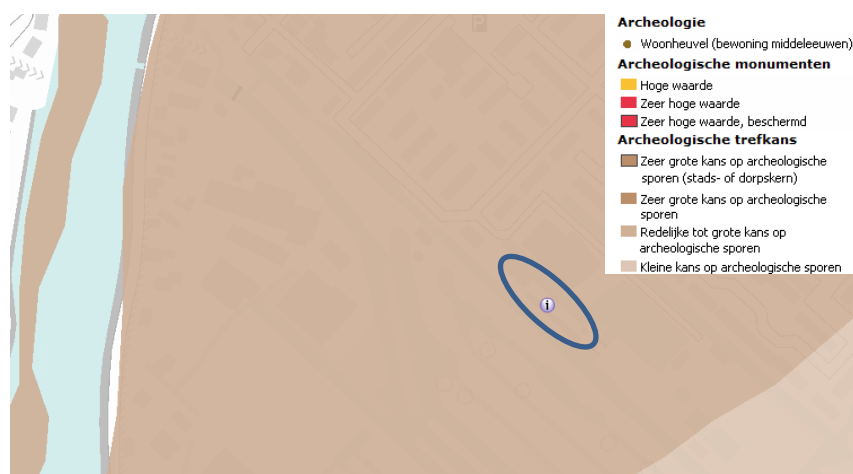 P
Archeologie
Woonheuvel (bewoning middeleeuwen)
Archeologische monumenten
Hoge waarde
Zeer hoge waarde
Zeer hoge waarde, beschermd
Archeologische trefkans
Zeer grote kans op archeologische
sporen (stads- of dorpskern)
Zeer grote kans op archeologische
sporen
Redelijke tot grote kans op
archeologische sporen
Kleine kans op archeologische sporen
i